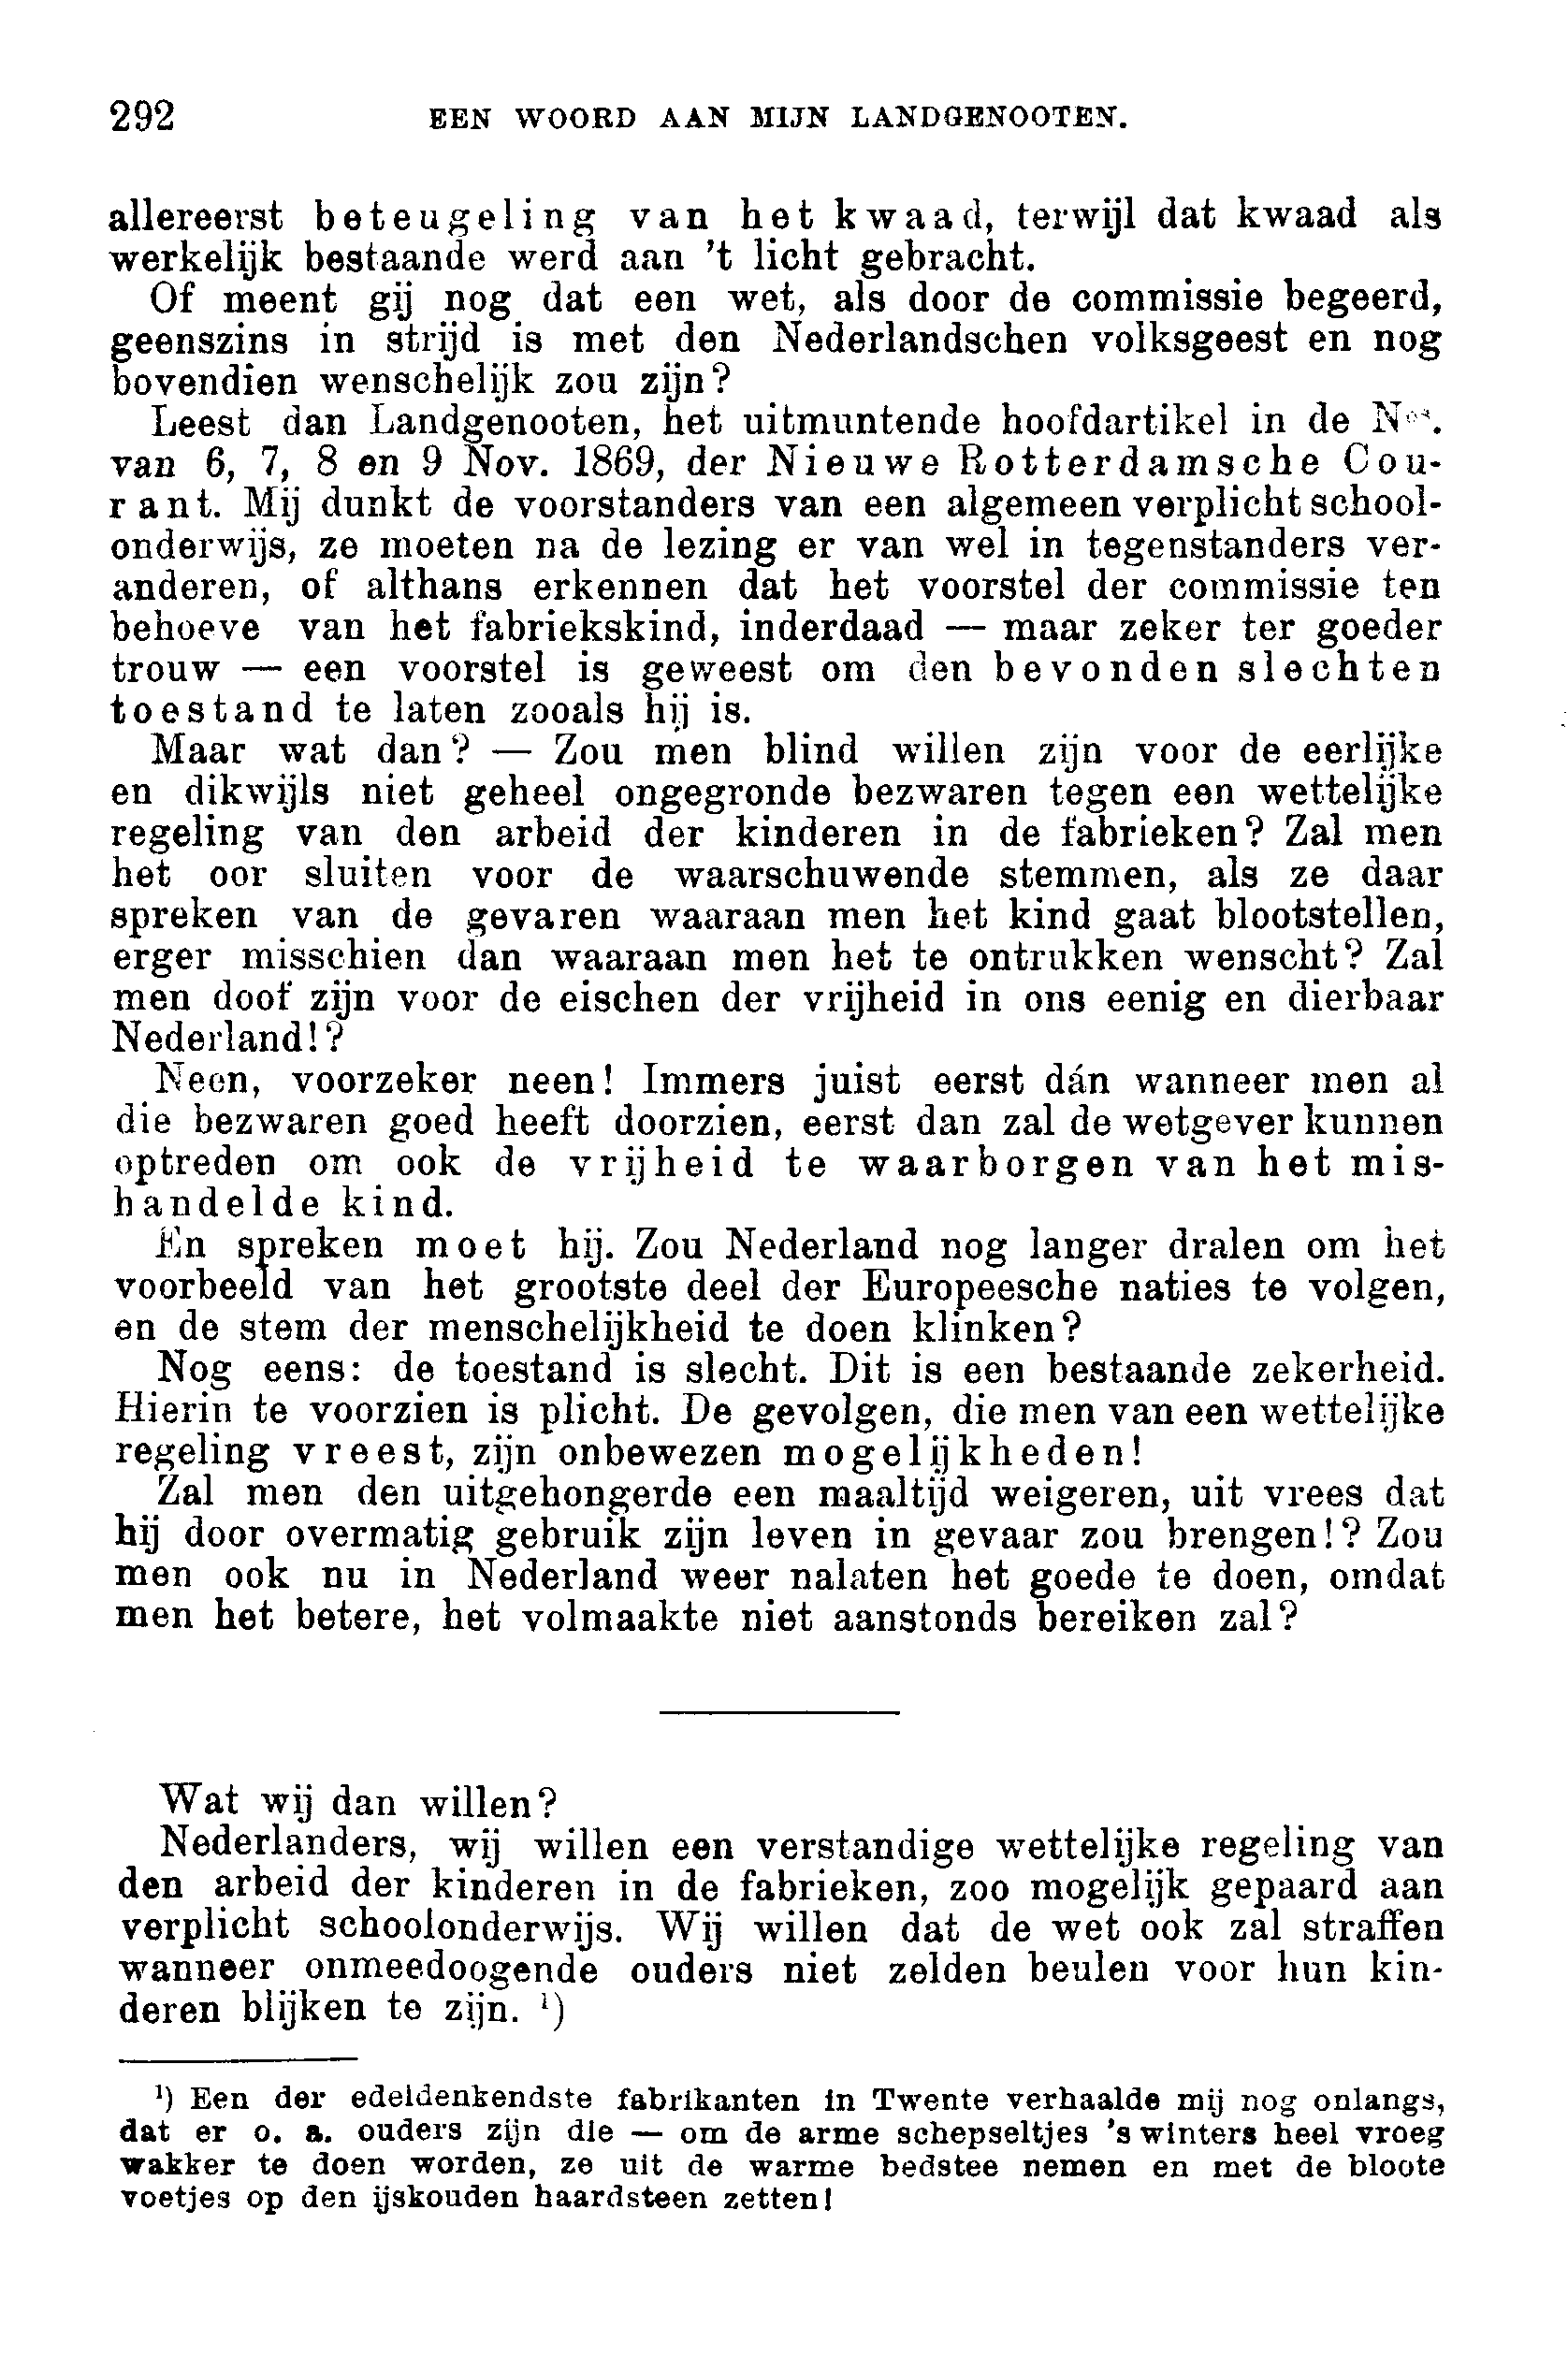 292 EEN WOORD AAN MIJN LANDGENOOTEN.
allereerst beteugeling van het kwaad, terwijl dat kwaad als
werkelijk bestaande werd aan 't licht gebracht.
Of meent gij nog dat een wet, als door de commissie begeerd,
geenszins in strijd is met den Nederlandschen volksgeest en nog
bovendien wenschelijk zou zijn?
Leest dan Landgenooten, het uitmuntende hoofdartikel in de Nos.
van 6, 7, 8 en 9 Nov. 1869, der Nieuwe Rotterdamsche Cou-
rant. Mij dunkt de voorstanders van een algemeen verplicht school-
onderwijs, ze moeten na de lezing er van wel in tegenstanders ver-
anderen, of althans erkennen dat het voorstel der commissie ten
behoeve van het fabriekskind, inderdaad — maar zeker ter goeder
trouw — een voorstel is geweest om den bevonden slechten
toestand te laten zooals hij is.
Maar wat dan? — Zou men blind willen zijn voor de eerlijke
en dikwijls niet geheel ongegronde bezwaren tegen een wettelijke
regeling van den arbeid der kinderen in de fabrieken? Zal men
het oor sluiten voor de waarschuwende stemmen, als ze daar
spreken van de gevaren waaraan men het kind gaat blootstellen,
erger misschien dan waaraan men het te ontrukken wenscht? Zal
men doof zijn voor de eischen der vrijheid in ons eenig en dierbaar
Nederland!?
Neen, voorzeker neen! Immers juist eerst dán wanneer men al
die bezwaren goed heeft doorzien, eerst dan zal de wetgever kunnen
optreden om ook de vrijheid te waarborgen van het mis-
handelde kind.
En spreken moet hij. Zou Nederland nog langer dralen om het
voorbeeld van het grootste deel der Europeesche naties te volgen,
en de stem der menschelijkheid te doen klinken?
Nog eens: de toestand is slecht. Dit is een bestaande zekerheid.
Hierin te voorzien is plicht. De gevolgen, die men van een wettelijke
regeling vreest, zijn onbewezen mogelijkheden!
Zal men den uitgehongerde een maaltijd weigeren, uit vrees dat
hij door overmatig gebruik zijn leven in gevaar zou brengen!? Zou
men ook nu in Nederland weer nalaten het goede te doen, omdat
men het betere, het volmaakte niet aanstonds bereiken zal?
Wat wij dan willen?
Nederlanders, wij willen een verstandige wettelijke regeling van
den arbeid der kinderen in de fabrieken, zoo mogelijk gepaard aan
verplicht schoolonderwijs. Wij willen dat de wet ook zal straffen
wanneer onmeedoogende ouders niet zelden beulen voor hun kin-
deren blijken te zijn. ¹)
¹) Een der edeldenkendste fabrikanten in Twente verhaalde mij nog onlangs,
dat er o. a. ouders zijn die — om de arme schepseltjes 's winters heel vroeg
wakker te doen worden, ze uit de warme bedstee nemen en met de bloote
voetjes op den ijskouden haardsteen zetten!